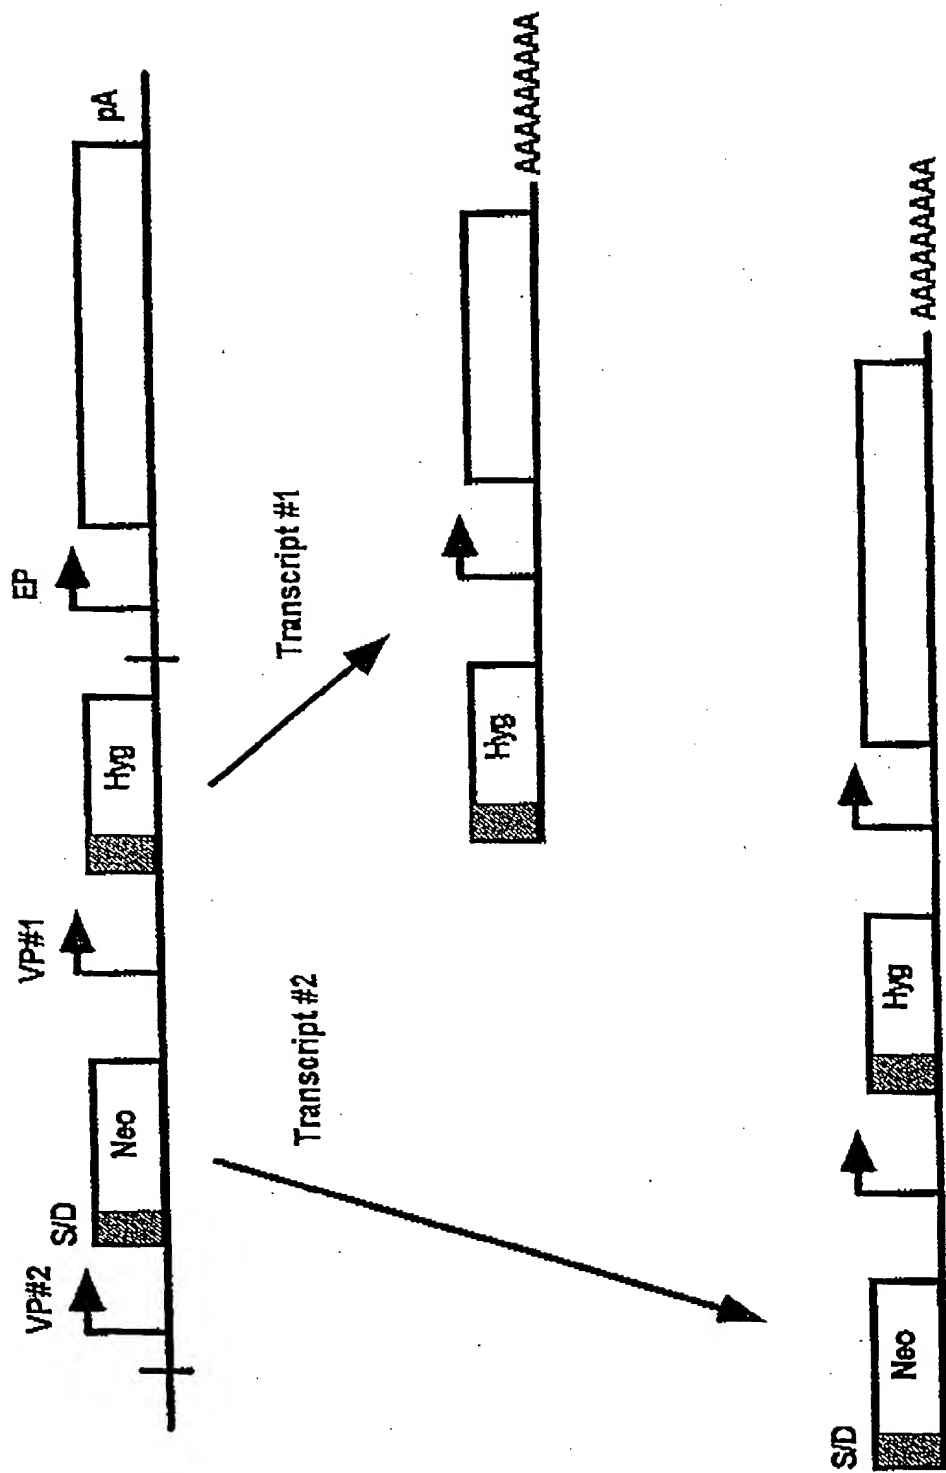 VP#2
S/D
VP#1
EP
Neo
Hyg
pA
Transcript #2
Transcript #1
Hyg
AAAAAAAAA
S/D
Neo
Hyg
AAAAAAAAA